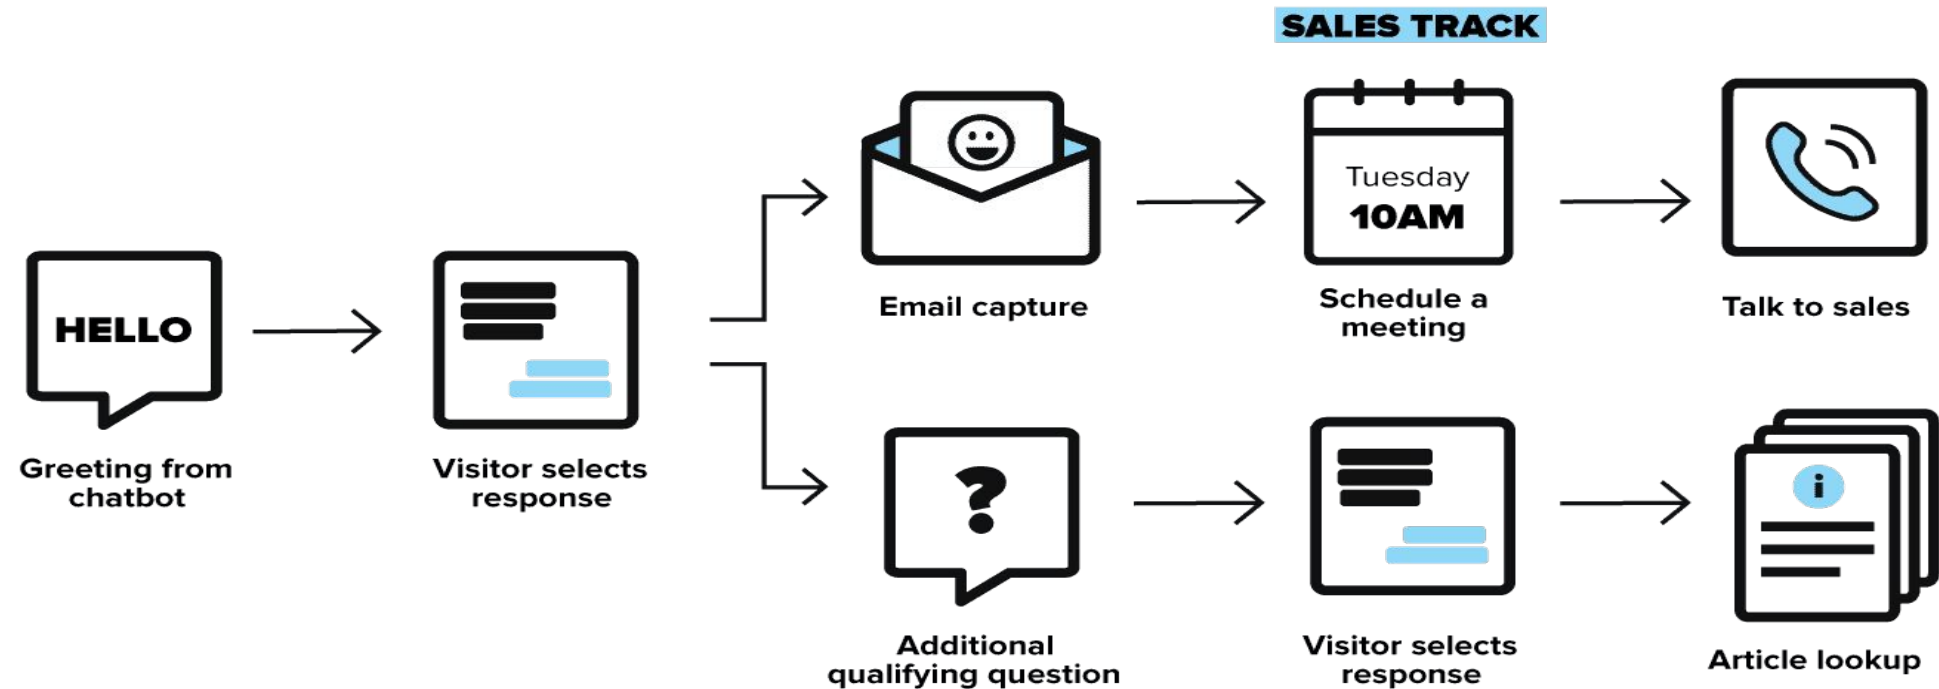 SALES TRACK
Tuesday
10AM
HELLO
Email capture
Schedule a
meeting
Talk to sales
Greeting from
chatbot
Visitor selects
response
?
i
Additional
qualifying question
Visitor selects
response
Article lookup